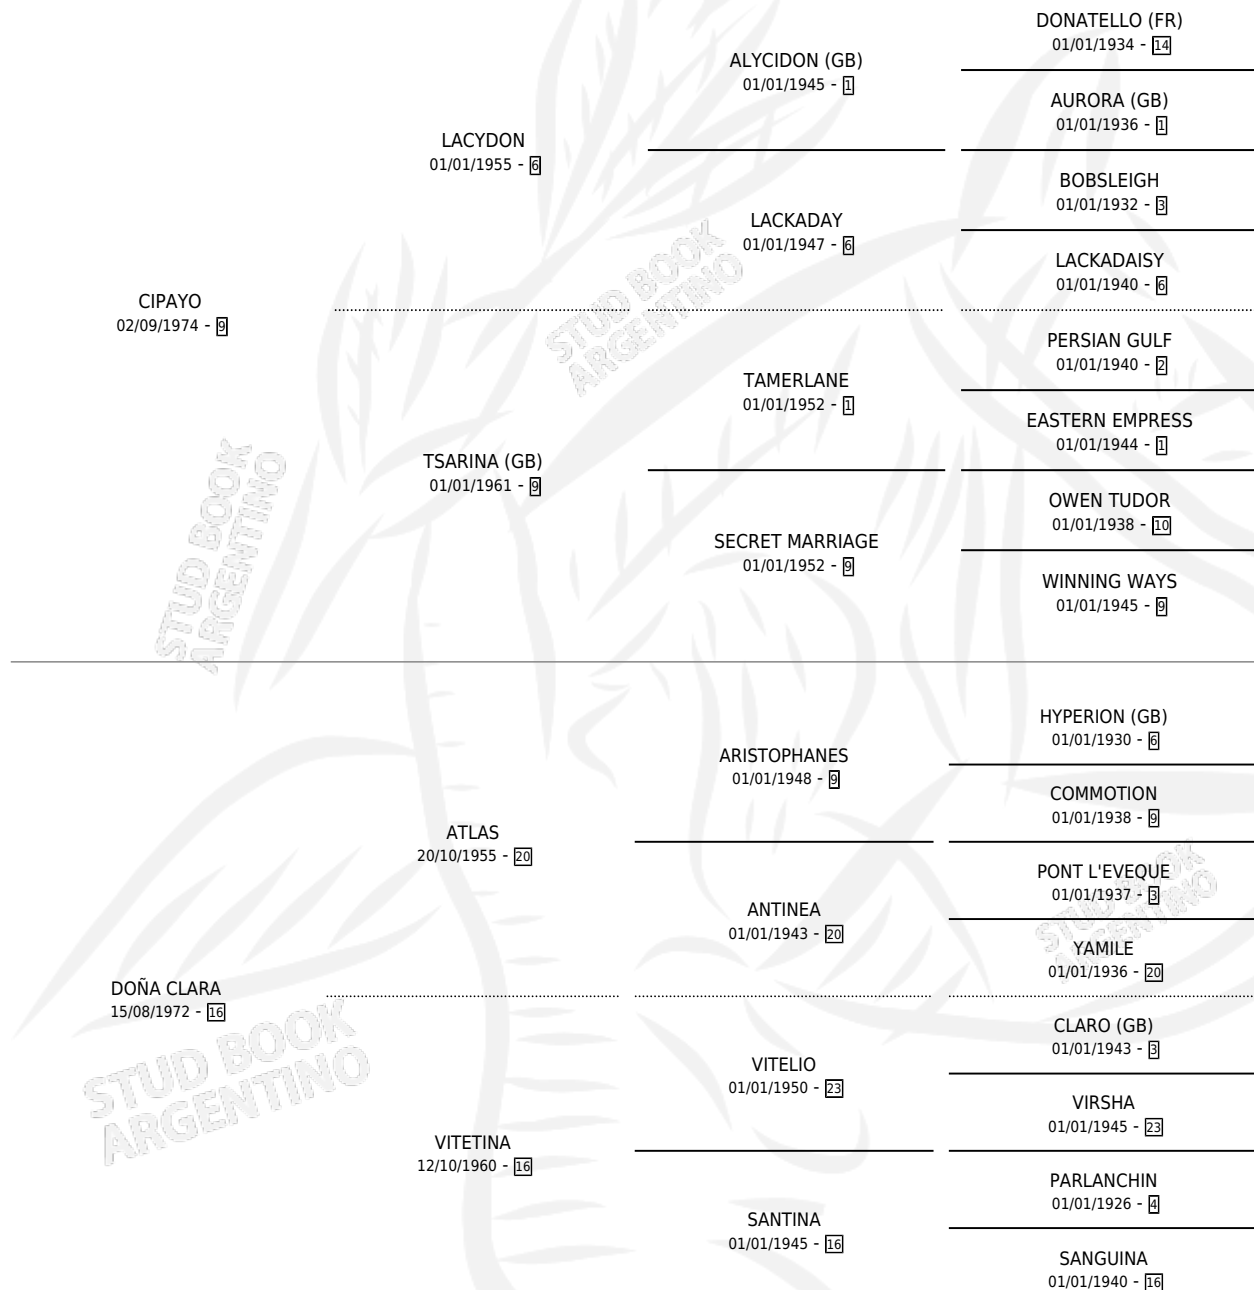 DONATELLO (FR)
01/01/1934 - 14
ALYCIDON (GB)
01/01/1945 - 1
AURORA (GB)
01/01/1936 - 1
LACYDON
01/01/1955 - 6
BOBSLEIGH
01/01/1932 - 3
LACKADAY
01/01/1947 - 6
LACKADAISY
01/01/1940 - 6
CIPAYO
02/09/1974 - 9
PERSIAN GULF
01/01/1940 - 2
TAMERLANE
01/01/1952 - 1
EASTERN EMPRESS
01/01/1944 - 1
TSARINA (GB)
01/01/1961 - 9
OWEN TUDOR
01/01/1938 - 10
SECRET MARRIAGE
01/01/1952 - 9
WINNING WAYS
01/01/1945 - 9
HYPERION (GB)
01/01/1930 - 6
ARISTOPHANES
01/01/1948 - 9
COMMOTION
01/01/1938 - 9
ATLAS
20/10/1955 - 20
PONT L'EVEQUE
01/01/1937 - 3
ANTINEA
01/01/1943 - 20
YAMILE
01/01/1936 - 20
DOÑA CLARA
15/08/1972 - 16
CLARO (GB)
01/01/1943 - 3
VITELIO
01/01/1950 - 23
VIRSHA
01/01/1945 - 23
VITETINA
12/10/1960 - 16
PARLANCHIN
01/01/1926 - 4
SANTINA
01/01/1945 - 16
SANGUINA
01/01/1940 - 16
STUD BOOK
ARGENTINO
STUD BOOK
ARGENTINO
STUD BOOK
ARGENTINO
STUD BOOK
ARGENTINO